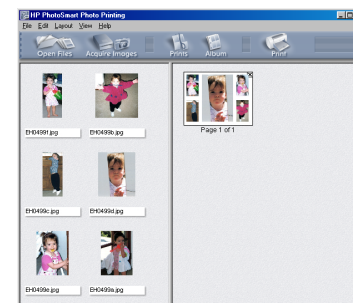 HP PhotoSmart Photo Printing
File Edit Layout View Help
Open Files Acquire Images Prints Album Print
EH0499f.jpg EH0499b.jpg
EH0499c.jpg EH0499d.jpg
EH0499e.jpg EH0499a.jpg
Page 1 of 1